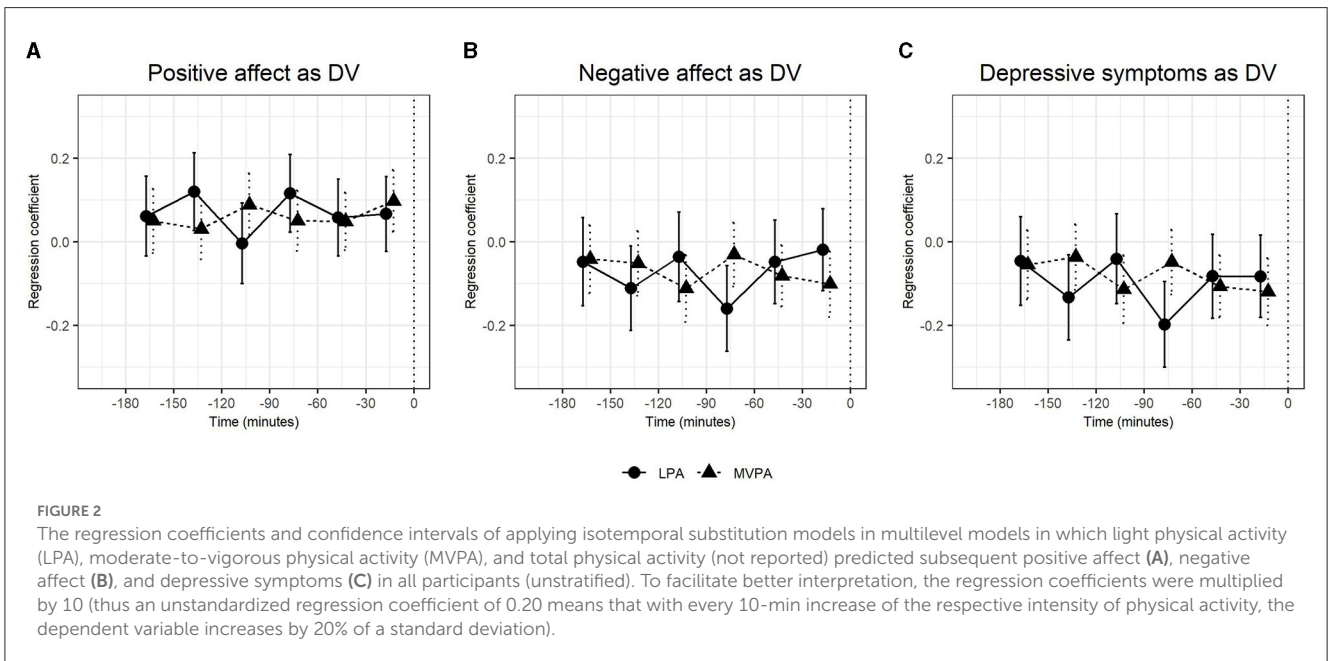 A
Positive affect as DV
Regression coefficient
0.2
0.0
-0.2
-180 -150 -120 -90 -60 -30 0
Time (minutes)
B
Negative affect as DV
Regression coefficient
0.2
0.0
-0.2
-180 -150 -120 -90 -60 -30 0
Time (minutes)
C
Depressive symptoms as DV
Regression coefficient
0.2
0.0
-0.2
-180 -150 -120 -90 -60 -30 0
Time (minutes)
LPA MVPA
FIGURE 2
The regression coefficients and confidence intervals of applying isotemporal substitution models in multilevel models in which light physical activity
(LPA), moderate-to-vigorous physical activity (MVPA), and total physical activity (not reported) predicted subsequent positive affect (A), negative
affect (B), and depressive symptoms (C) in all participants (unstratified). To facilitate better interpretation, the regression coefficients were multiplied
by 10 (thus an unstandardized regression coefficient of 0.20 means that with every 10-min increase of the respective intensity of physical activity, the
dependent variable increases by 20% of a standard deviation).